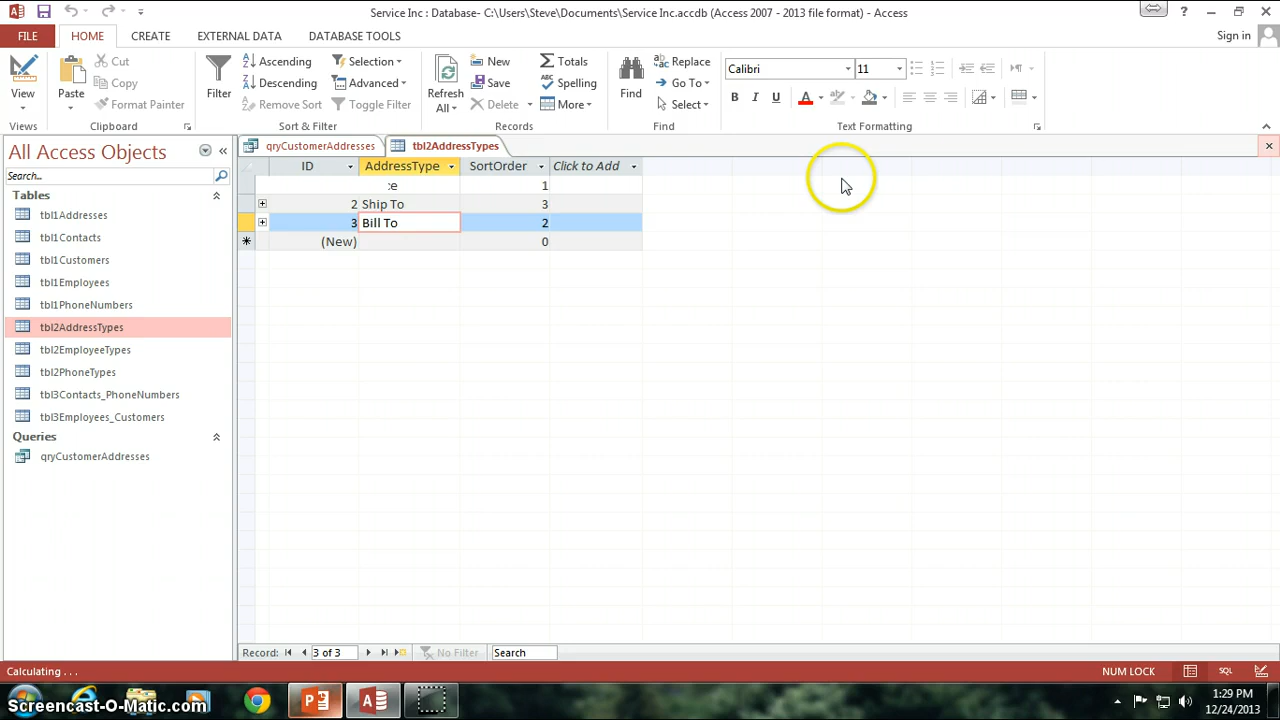 Service Inc : Database- C:\Users\Steve\Documents\Service Inc.accdb (Access 2007 - 2013 file format) - Access
FILE HOME CREATE EXTERNAL DATA DATABASE TOOLS Sign in
View
Views
Paste
Cut
Copy
Format Painter
Clipboard
Filter
Ascending
Descending
Remove Sort
Selection
Advanced
Toggle Filter
Sort & Filter
Refresh
All
New
Save
Delete
Totals
Spelling
More
Records
Find
Replace
Go To
Select
Find
Calibri 11
B I U A
Text Formatting
All Access Objects
Search...
Tables
tbl1Addresses
tbl1Contacts
tbl1Customers
tbl1Employees
tbl1PhoneNumbers
tbl2AddressTypes
tbl2EmployeeTypes
tbl2PhoneTypes
tbl3Contacts_PhoneNumbers
tbl3Employees_Customers
Queries
qryCustomerAddresses
qryCustomerAddresses tbl2AddressTypes
ID AddressType SortOrder Click to Add
1
2 Ship To 3
3 Bill To 2
(New) 0
Record: 3 of 3 No Filter Search
Calculating . . . NUM LOCK SQL
Screencast-O-Matic.com
1:29 PM
12/24/2013